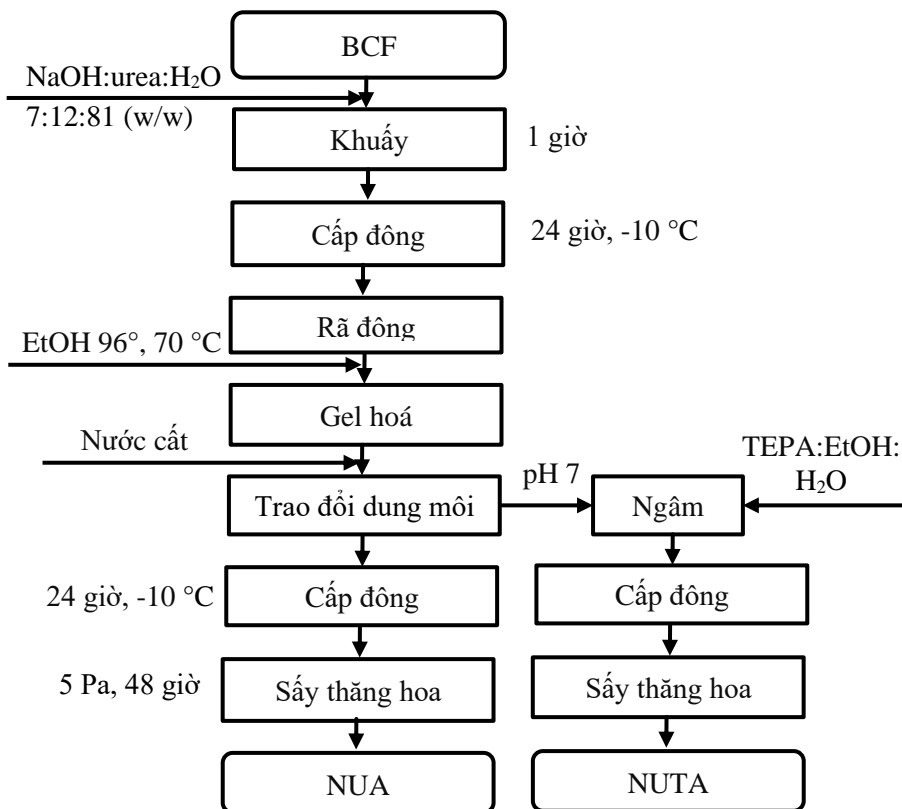 BCF
NaOH:urea:H₂O
7:12:81 (w/w)
Khuấy
1 giờ
Cấp đông
24 giờ, -10 °C
Rã đông
EtOH 96°, 70 °C
Gel hoá
Nước cất
TEPA:EtOH:
H₂O
pH 7
Trao đổi dung môi
Ngâm
24 giờ, -10 °C
Cấp đông
Cấp đông
5 Pa, 48 giờ
Sấy thăng hoa
Sấy thăng hoa
NUA
NUTA